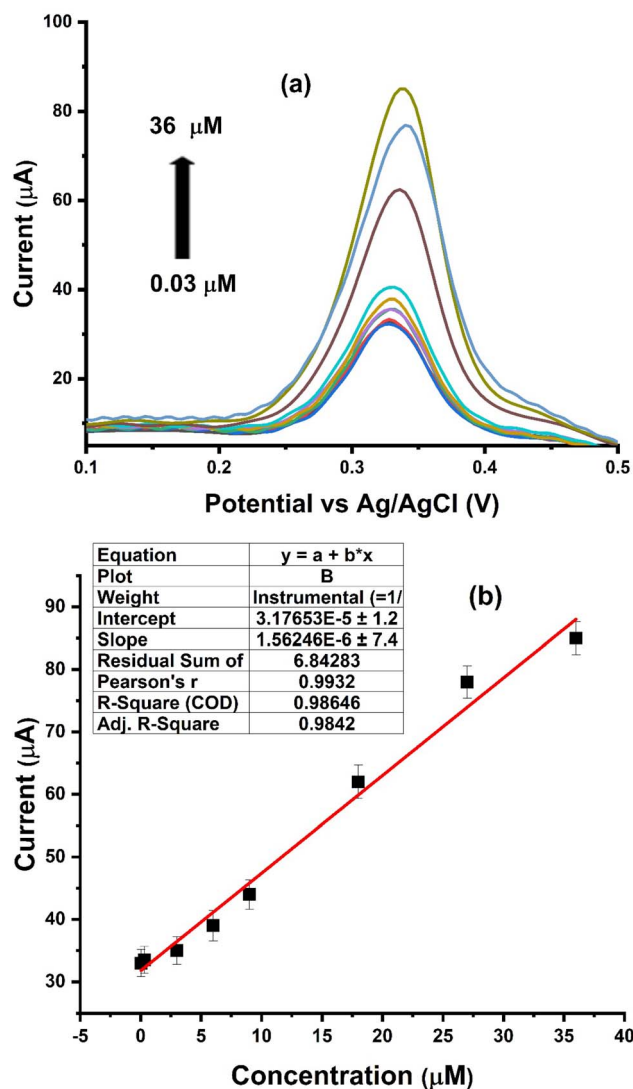 100
(a)
80
36 μM
60
Current (μA)
40
0.03 μM
20
0.1 0.2 0.3 0.4 0.5
Potential vs Ag/AgCl (V)
Equation y = a + b*x
Plot B
Weight Instrumental (=1/
Intercept 3.17653E-5 ± 1.2
Slope 1.56246E-6 ± 7.4
Residual Sum of 6.84283
Pearson's r 0.9932
R-Square (COD) 0.98646
Adj. R-Square 0.9842
(b)
90
80
70
60
50
40
30
Current (μA)
-5 0 5 10 15 20 25 30 35 40
Concentration (μM)